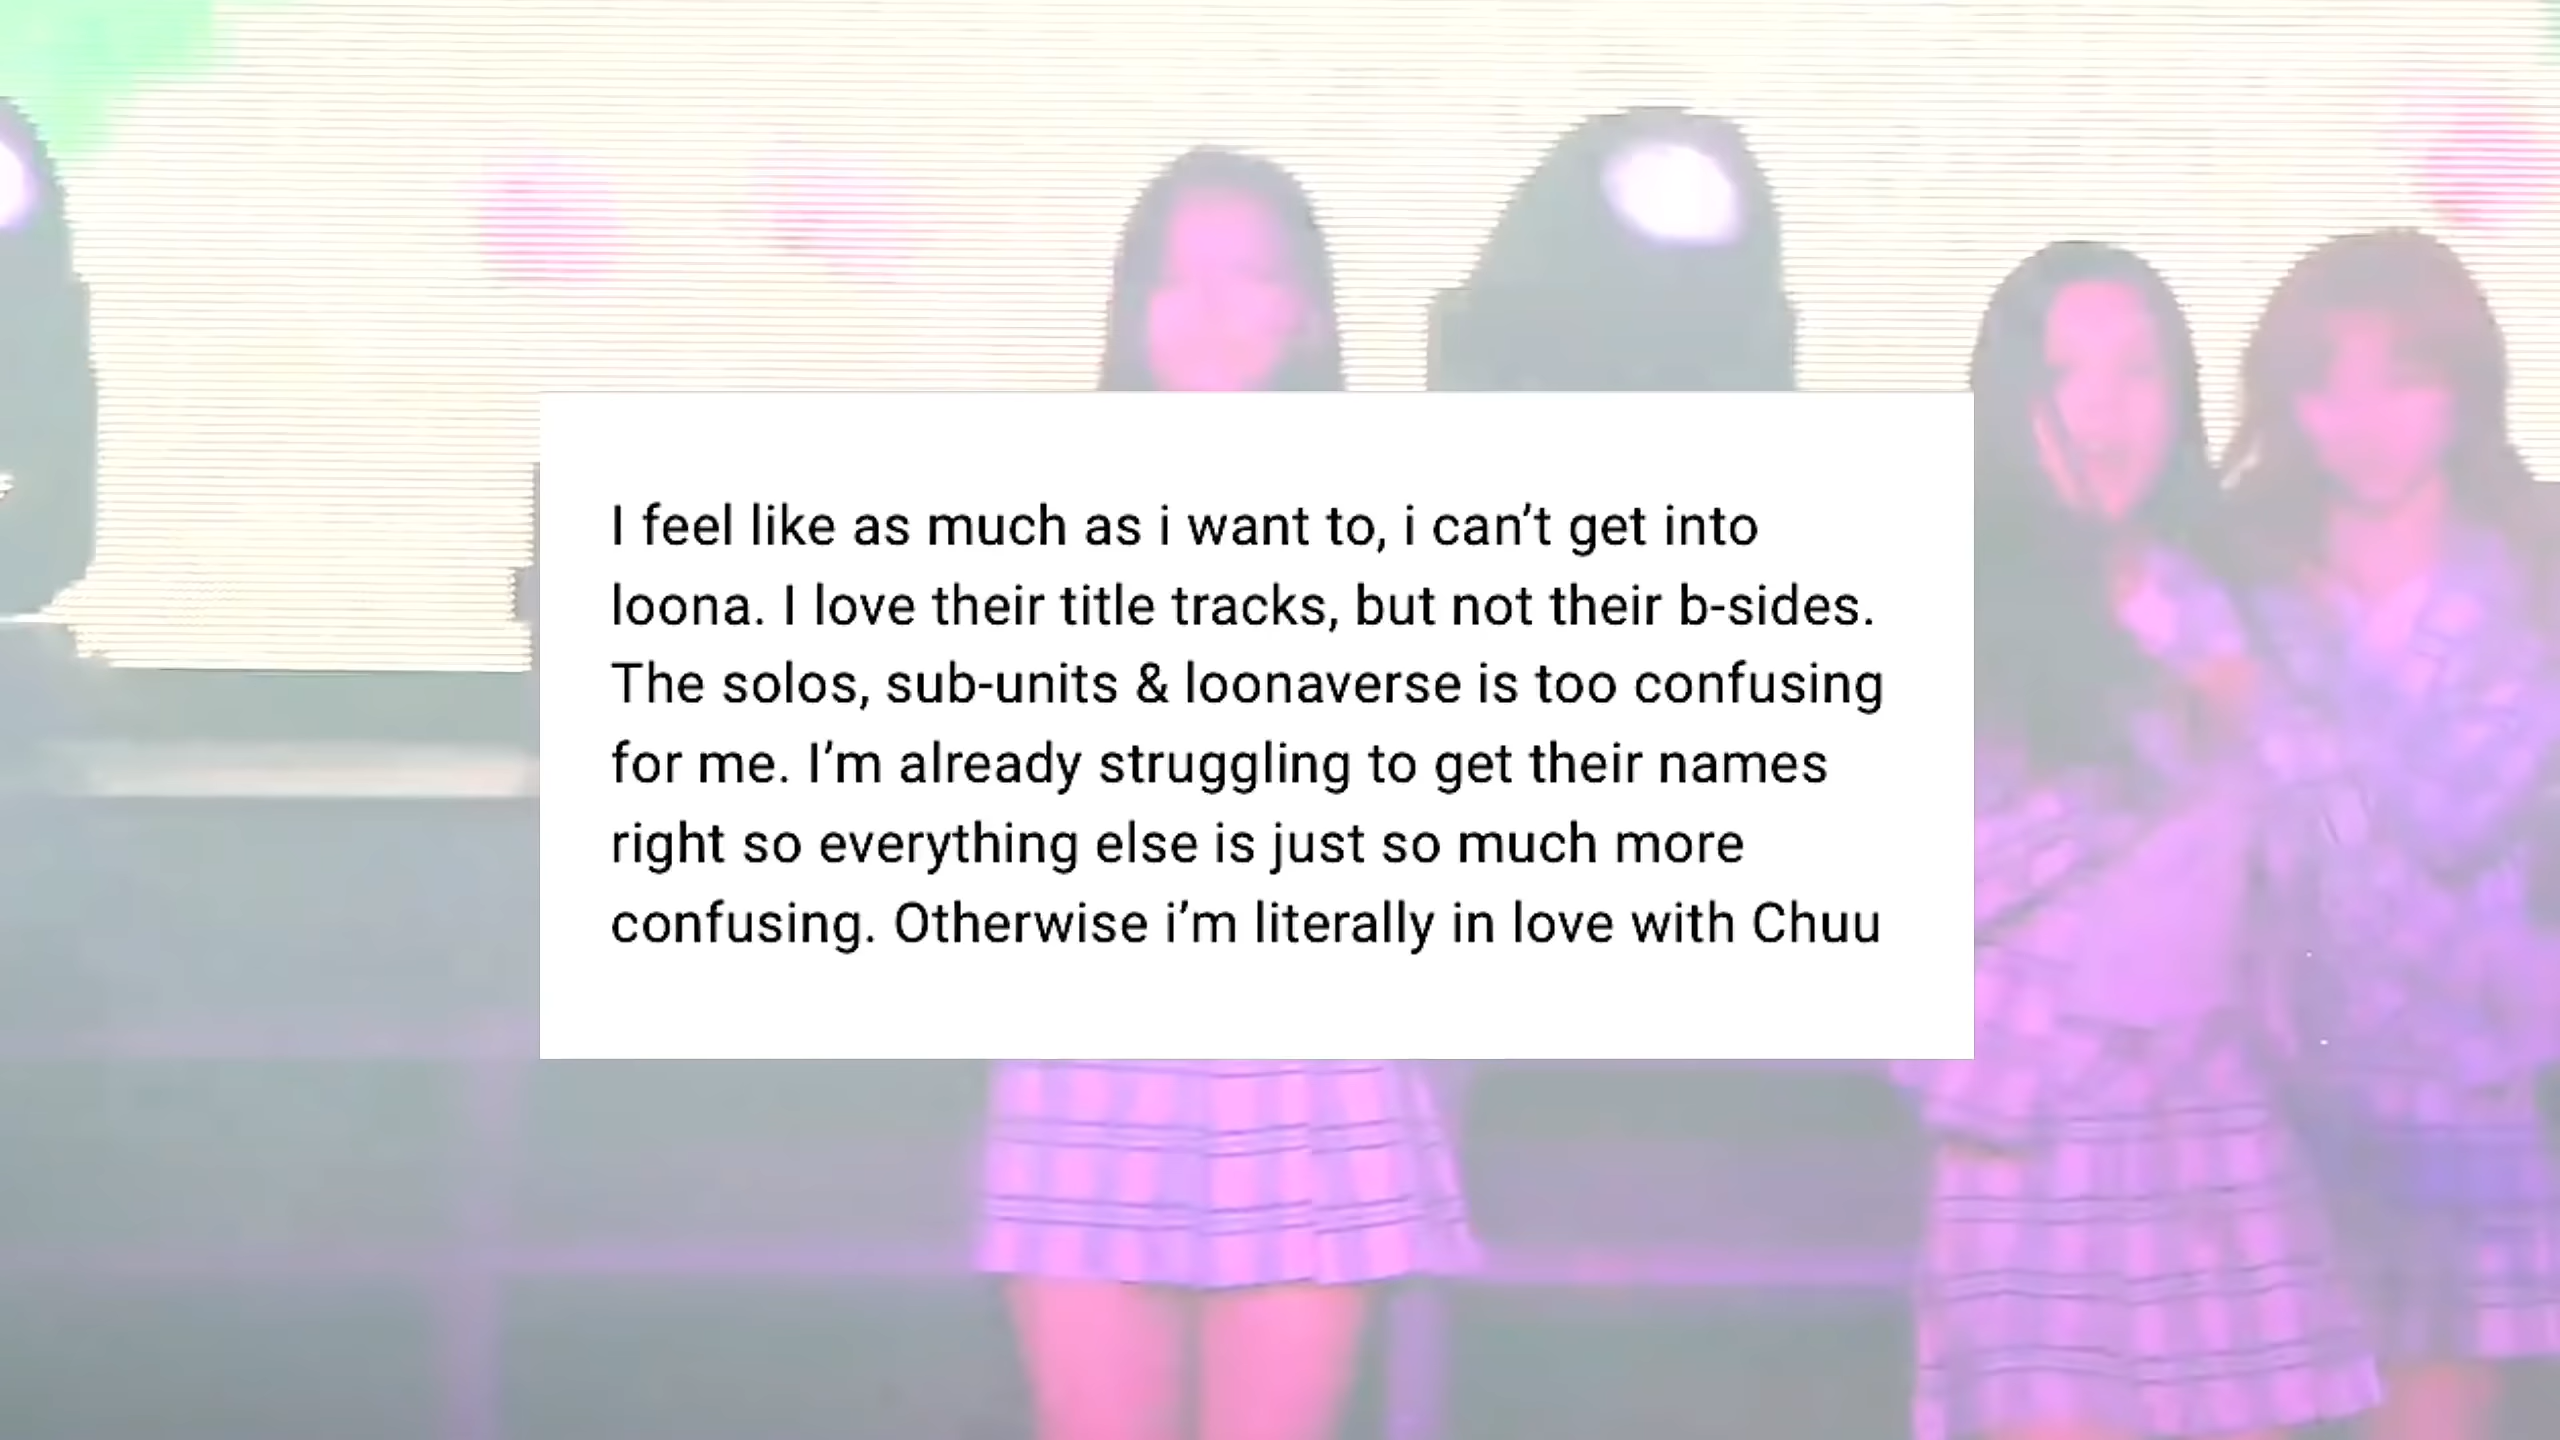 I feel like as much as i want to, i can’t get into
loona. I love their title tracks, but not their b-sides.
The solos, sub-units & loonaverse is too confusing
for me. I’m already struggling to get their names
right so everything else is just so much more
confusing. Otherwise i’m literally in love with Chuu